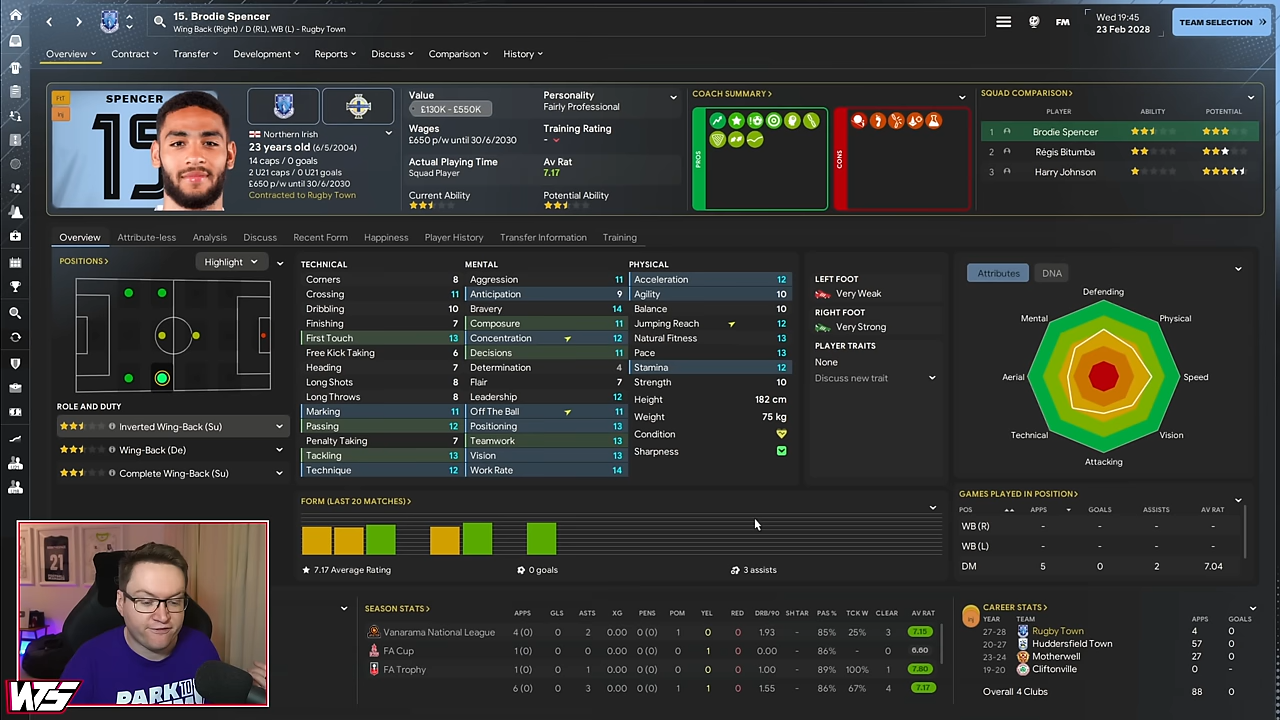 15. Brodie Spencer
Wing Back (Right) / D (RL), WB (L) - Rugby Town
FM
Wed 19:45
23 Feb 2028
TEAM SELECTION
Overview
Contract
Transfer
Development
Reports
Discuss
Comparison
History
FIT
SPENCER
15
Northern Irish
23 years old (6/5/2004)
14 caps / 0 goals
2 U21 caps / 0 U21 goals
£650 p/w until 30/6/2030
Contracted to Rugby Town
Value
£130K - £550K
Wages
£650 p/w until 30/6/2030
Actual Playing Time
Squad Player
Current Ability
Personality
Fairly Professional
Training Rating
-
Av Rat
7.17
Potential Ability
COACH SUMMARY >
PROS
CONS
SQUAD COMPARISON >
PLAYER ABILITY POTENTIAL
1 Brodie Spencer
2 Régis Bitumba
3 Harry Johnson
Overview
Attribute-less
Analysis
Discuss
Recent Form
Happiness
Player History
Transfer Information
Training
POSITIONS >
Highlight
ROLE AND DUTY
Inverted Wing-Back (Su)
Wing-Back (De)
Complete Wing-Back (Su)
TECHNICAL
Corners 8
Crossing 11
Dribbling 10
Finishing 7
First Touch 13
Free Kick Taking 6
Heading 7
Long Shots 8
Long Throws 8
Marking 11
Passing 12
Penalty Taking 7
Tackling 13
Technique 12
MENTAL
Aggression 11
Anticipation 9
Bravery 14
Composure 11
Concentration 12
Decisions 11
Determination 4
Flair 7
Leadership 12
Off The Ball 11
Positioning 13
Teamwork 13
Vision 13
Work Rate 14
PHYSICAL
Acceleration 12
Agility 10
Balance 10
Jumping Reach 12
Natural Fitness 13
Pace 13
Stamina 12
Strength 10
Height 182 cm
Weight 75 kg
Condition
Sharpness
LEFT FOOT
Very Weak
RIGHT FOOT
Very Strong
PLAYER TRAITS
None
Discuss new trait
Attributes
DNA
Defending
Physical
Speed
Vision
Attacking
Technical
Aerial
Mental
FORM (LAST 20 MATCHES) >
7.17 Average Rating
0 goals
3 assists
GAMES PLAYED IN POSITION >
POS APPS GOALS ASSISTS AV RAT
WB (R) - - - -
WB (L) - - - -
DM 5 0 2 7.04
SEASON STATS >
APPS GLS ASTS XG PENS POM YEL RED DRB/90 SH TAR PAS % TCK W CLEAR AV RAT
Vanarama National League 4 (0) 0 2 0.00 0 (0) 1 0 0 1.93 - 85% 25% 3 7.15
FA Cup 1 (0) 0 0 0.00 0 (0) 0 1 0 0.00 - 86% - 0 6.60
FA Trophy 1 (0) 0 1 0.00 0 (0) 0 0 0 1.00 - 89% 100% 1 7.80
6 (0) 0 3 0.00 0 (0) 1 1 0 1.55 - 86% 67% 4 7.17
CAREER STATS >
YEAR TEAM APPS GOALS
27-28 Rugby Town 4 0
20-27 Huddersfield Town 57 0
23-24 Motherwell 27 0
19-20 Cliftonville 0 -
Overall 4 Clubs 88 0
21
PARK TO
WTS